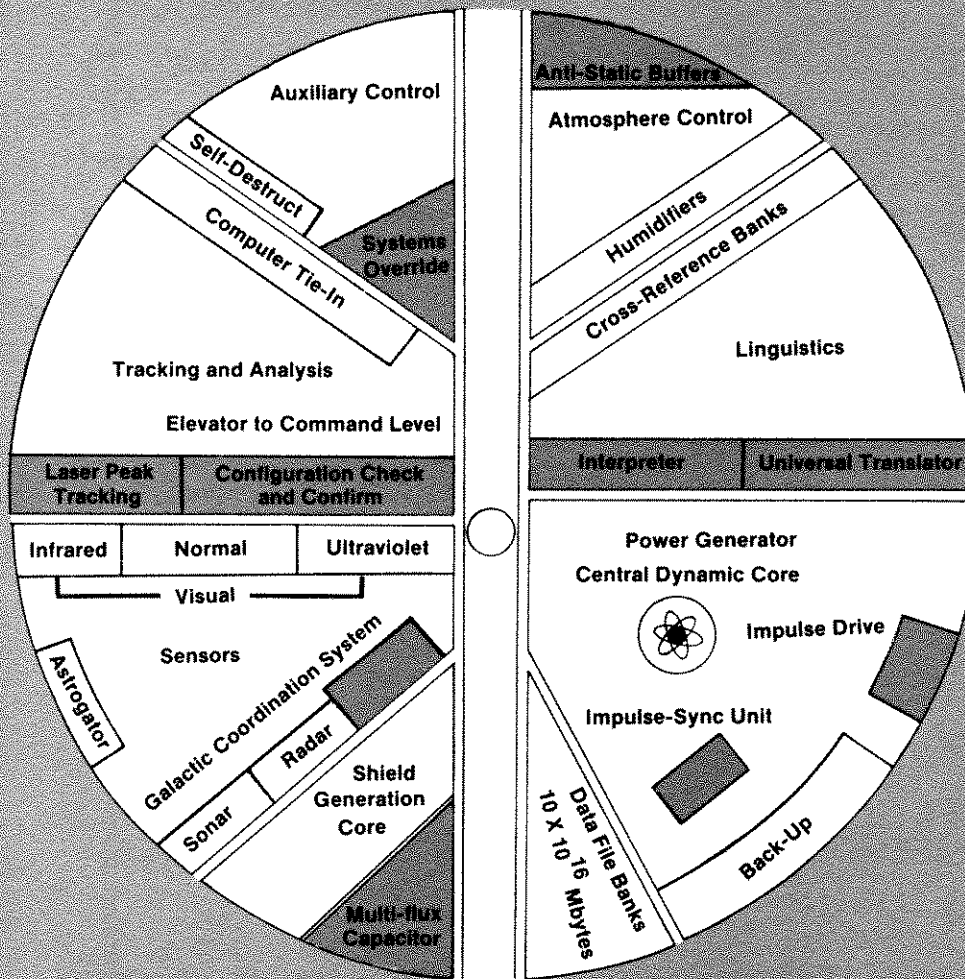 Auxiliary Control
Self-Destruct
Systems
Override
Computer Tie-In
Tracking and Analysis
Elevator to Command Level
Laser Peak
Tracking
Configuration Check
and Confirm
Anti-Static Buffers
Atmosphere Control
Humidifiers
Cross-Reference Banks
Linguistics
Interpreter
Universal Translator
Infrared
Normal
Ultraviolet
Visual
Sensors
Astrogator
Galactic Coordination System
Radar
Sonar
Shield
Generation
Core
Multi-flux
Capacitor
Power Generator
Central Dynamic Core
Impulse Drive
Impulse-Sync Unit
Back-Up
Data File Banks
10 X 10 16 Mbytes